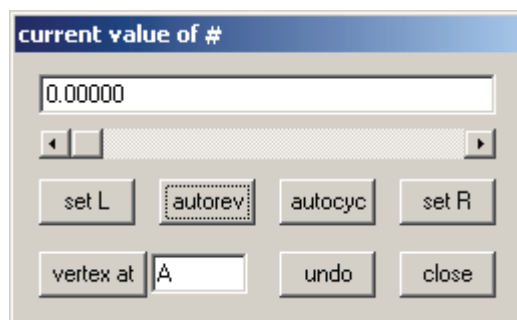 current value of #
0.00000
set L autorev autocyc set R
vertex at A undo close